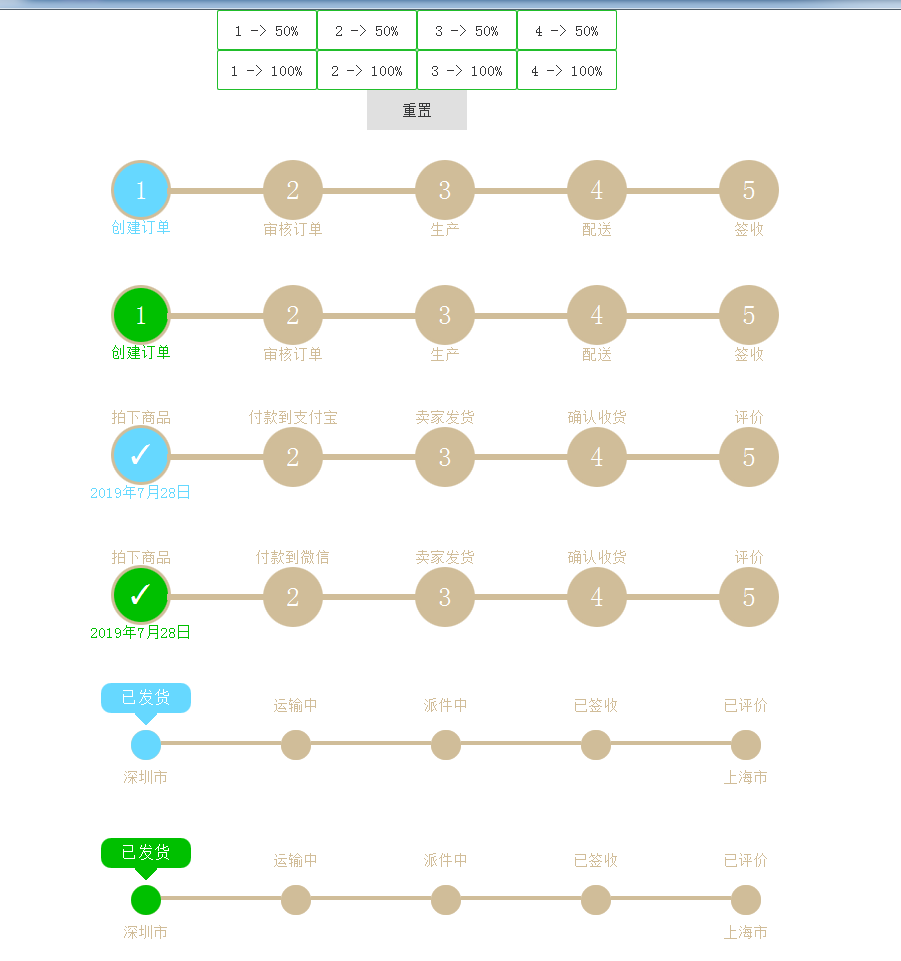 1 -> 50% 2 -> 50% 3 -> 50% 4 -> 50%
1 -> 100% 2 -> 100% 3 -> 100% 4 -> 100%
重置
1 2 3 4 5
创建订单 审核订单 生产 配送 签收
1 2 3 4 5
创建订单 审核订单 生产 配送 签收
拍下商品 付款到支付宝 卖家发货 确认收货 评价
✓ 2 3 4 5
2019年7月28日
拍下商品 付款到微信 卖家发货 确认收货 评价
✓ 2 3 4 5
2019年7月28日
已发货 运输中 派件中 已签收 已评价
深圳市 上海市
已发货 运输中 派件中 已签收 已评价
深圳市 上海市